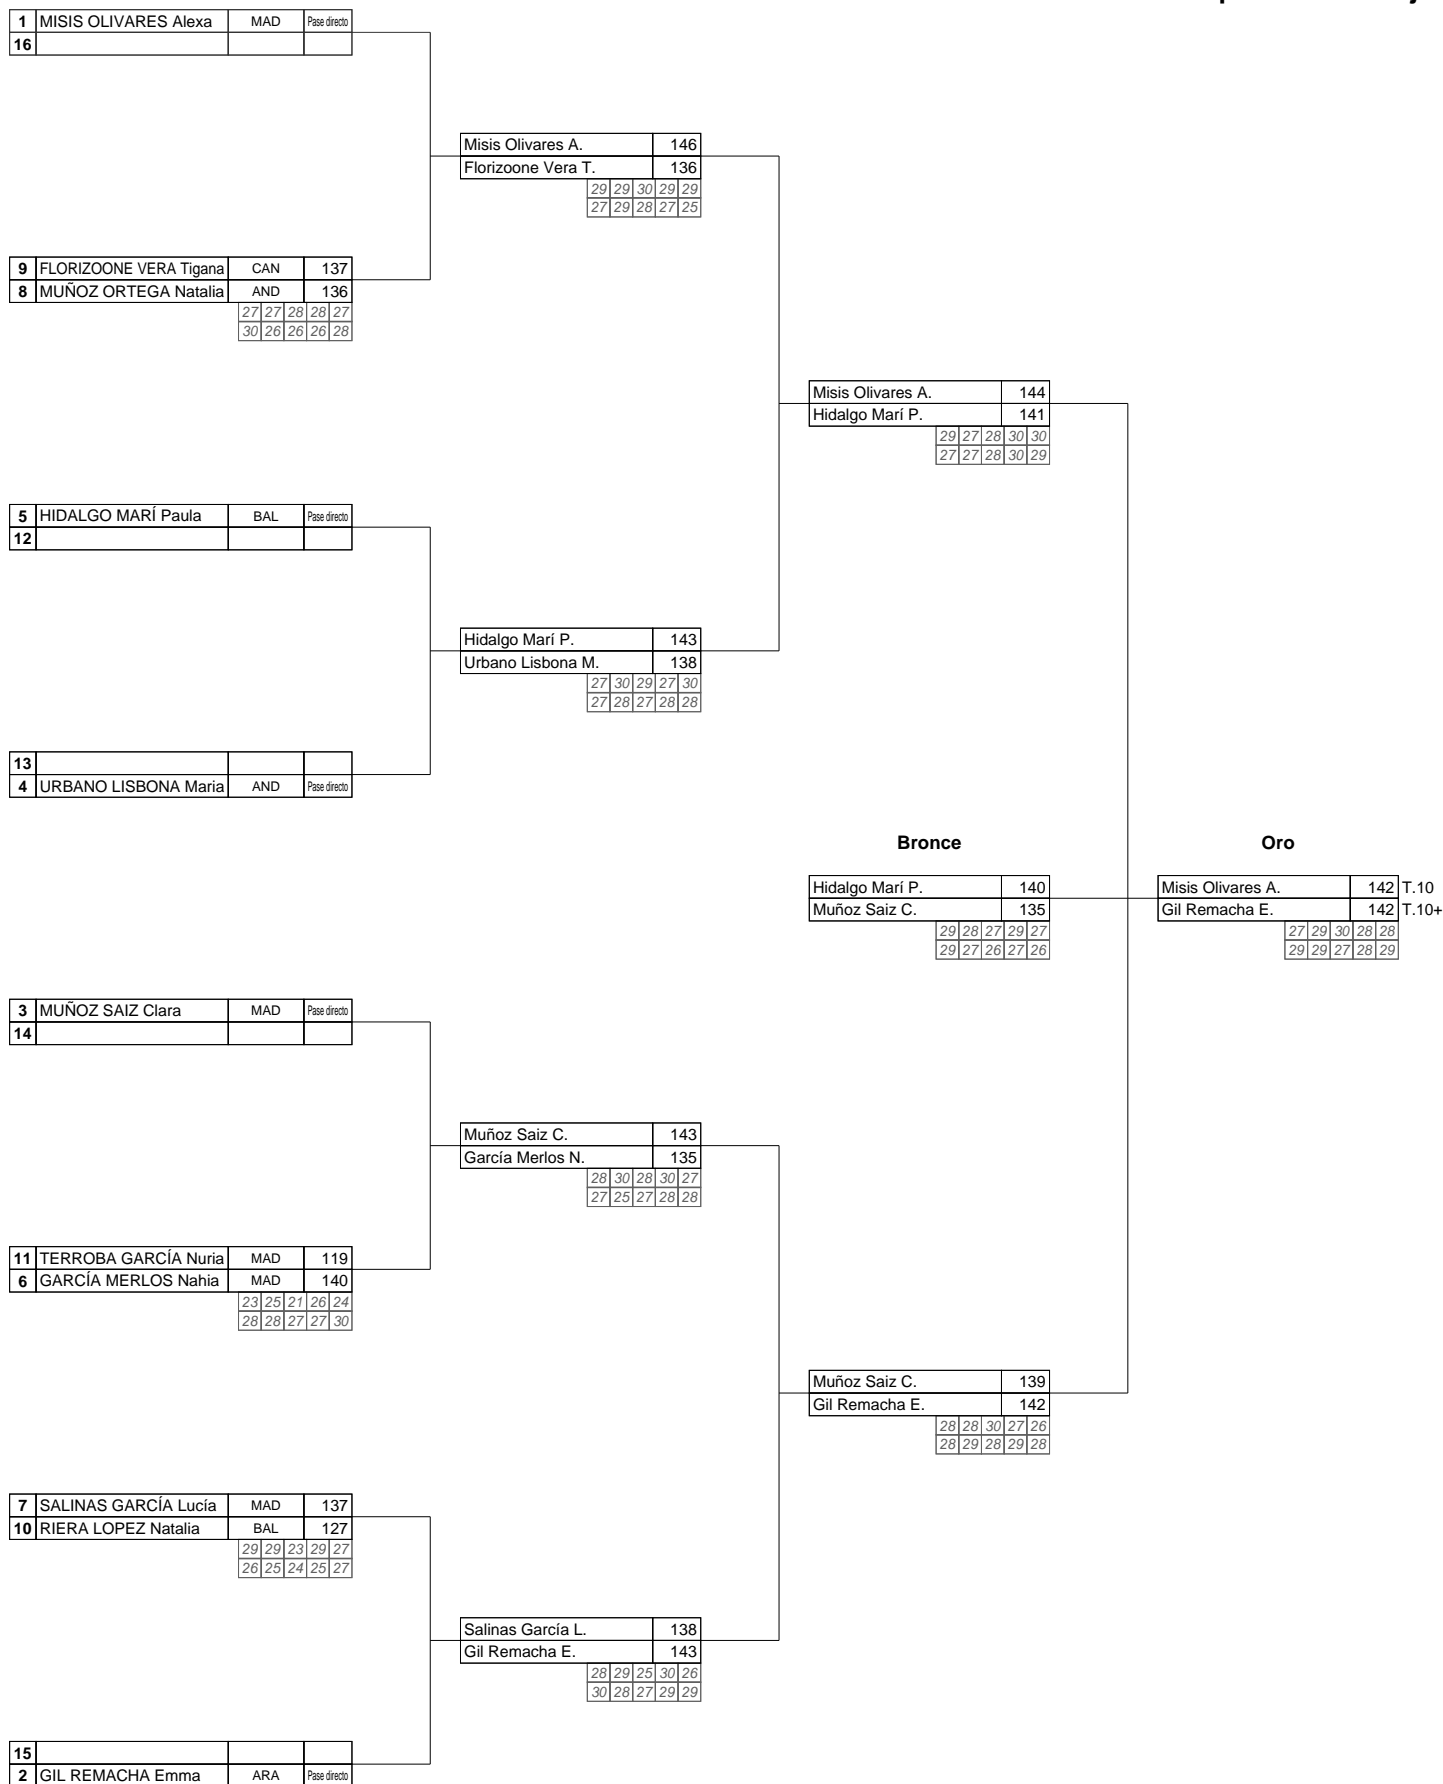 1 MISIS OLIVARES Alexa MAD Pase directo
16
Misis Olivares A. 146
Florizoone Vera T. 136
29 29 30 29 29
27 29 28 27 25
9 FLORIZOONE VERA Tigana CAN 137
8 MUÑOZ ORTEGA Natalia AND 136
27 27 28 28 27
30 26 26 26 28
Misis Olivares A. 144
Hidalgo Marí P. 141
29 27 28 30 30
27 27 28 30 29
5 HIDALGO MARÍ Paula BAL Pase directo
12
Hidalgo Marí P. 143
Urbano Lisbona M. 138
27 30 29 27 30
27 28 27 28 28
13
4 URBANO LISBONA Maria AND Pase directo
Bronce Oro
Hidalgo Marí P. 140 Misis Olivares A. 142 T.10
Muñoz Saiz C. 135 Gil Remacha E. 142 T.10+
29 28 27 29 27 27 29 30 28 28
29 27 26 27 26 29 29 27 28 29
3 MUÑOZ SAIZ Clara MAD Pase directo
14
Muñoz Saiz C. 143
García Merlos N. 135
28 30 28 30 27
27 25 27 28 28
11 TERROBA GARCÍA Nuria MAD 119
6 GARCÍA MERLOS Nahia MAD 140
23 25 21 26 24
28 28 27 27 30
Muñoz Saiz C. 139
Gil Remacha E. 142
28 28 30 27 26
28 29 28 29 28
7 SALINAS GARCÍA Lucía MAD 137
10 RIERA LOPEZ Natalia BAL 127
29 29 23 29 27
26 25 24 25 27
Salinas García L. 138
Gil Remacha E. 143
28 29 25 30 26
30 28 27 29 29
15
2 GIL REMACHA Emma ARA Pase directo